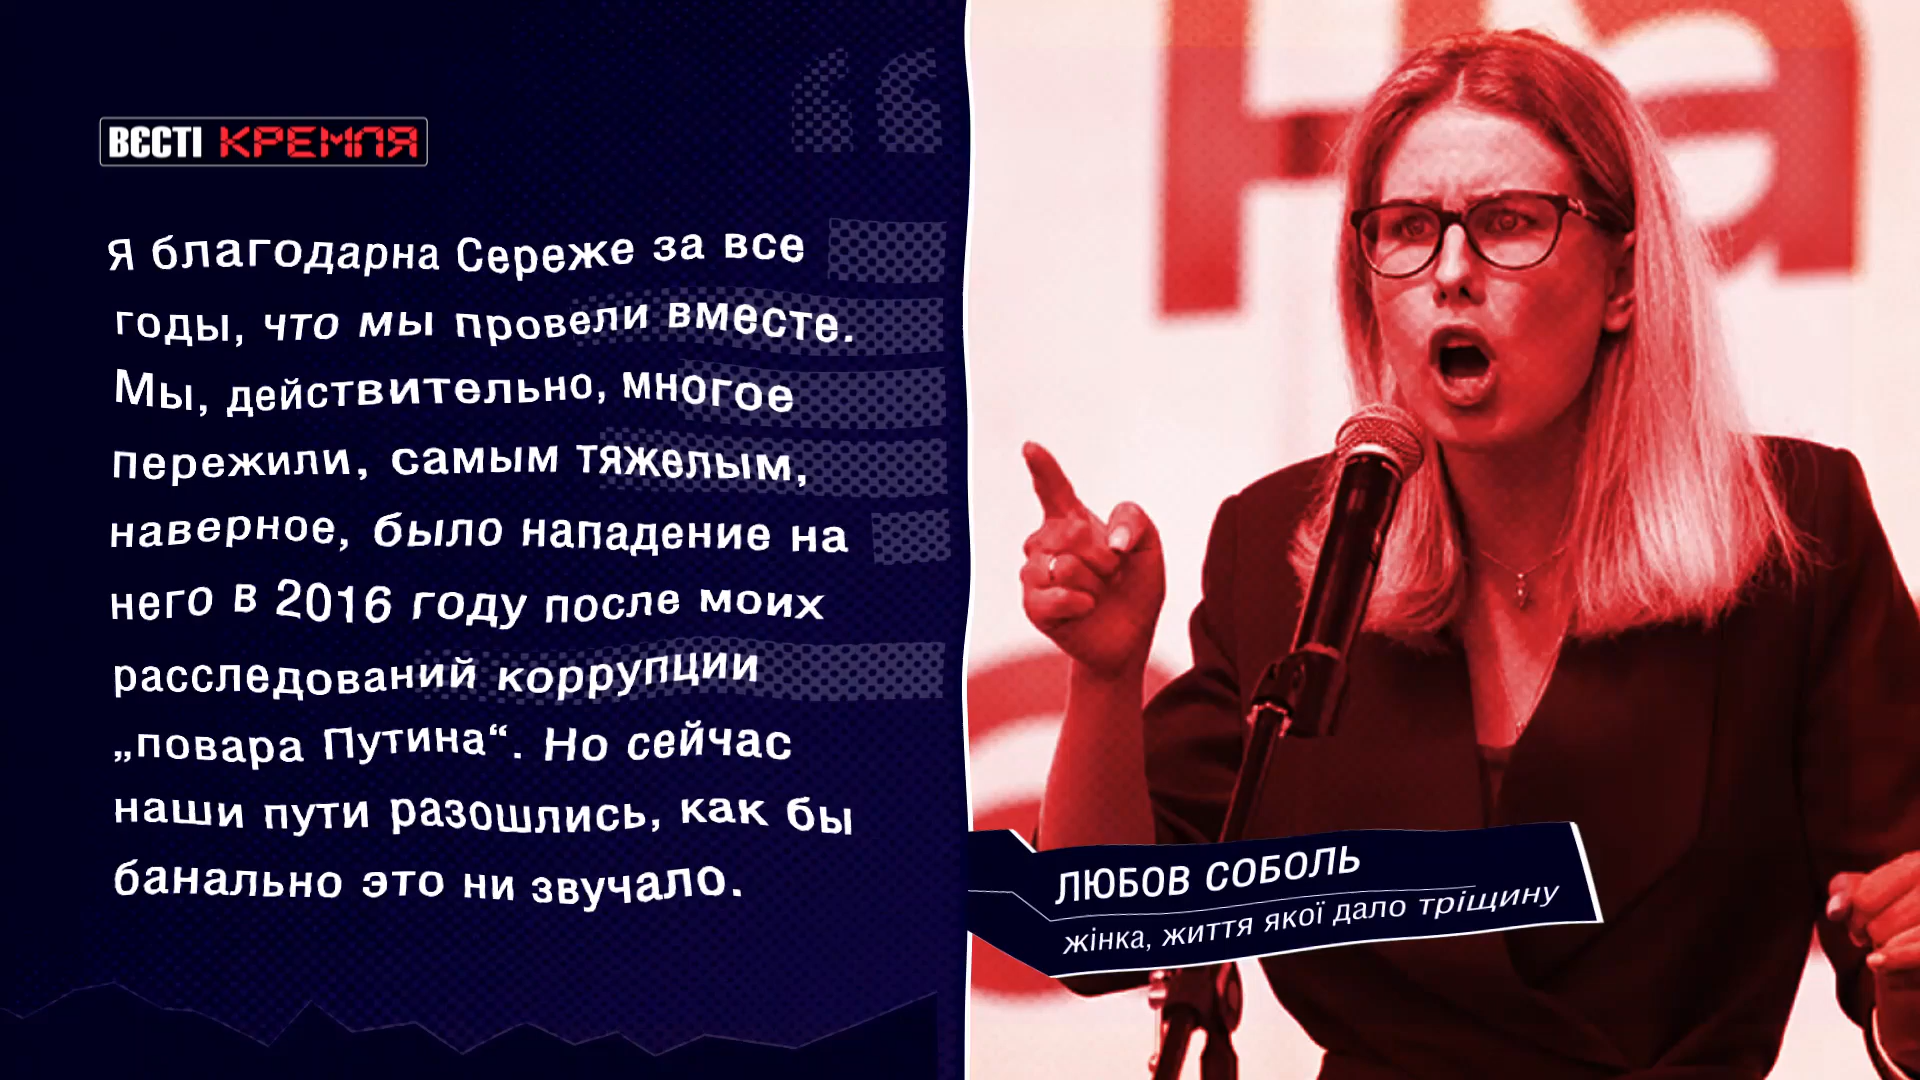 ВЄСТІ КРЕМЛЯ
Я благодарна Сереже за все
годы, что мы провели вместе.
Мы, действительно, многое
пережили, самым тяжелым,
наверное, было нападение на
него в 2016 году после моих
расследований коррупции
„повара Путина“. Но сейчас
наши пути разошлись, как бы
банально это ни звучало.
на
ЛЮБОВ СОБОЛЬ
жінка, життя якої дало тріщину